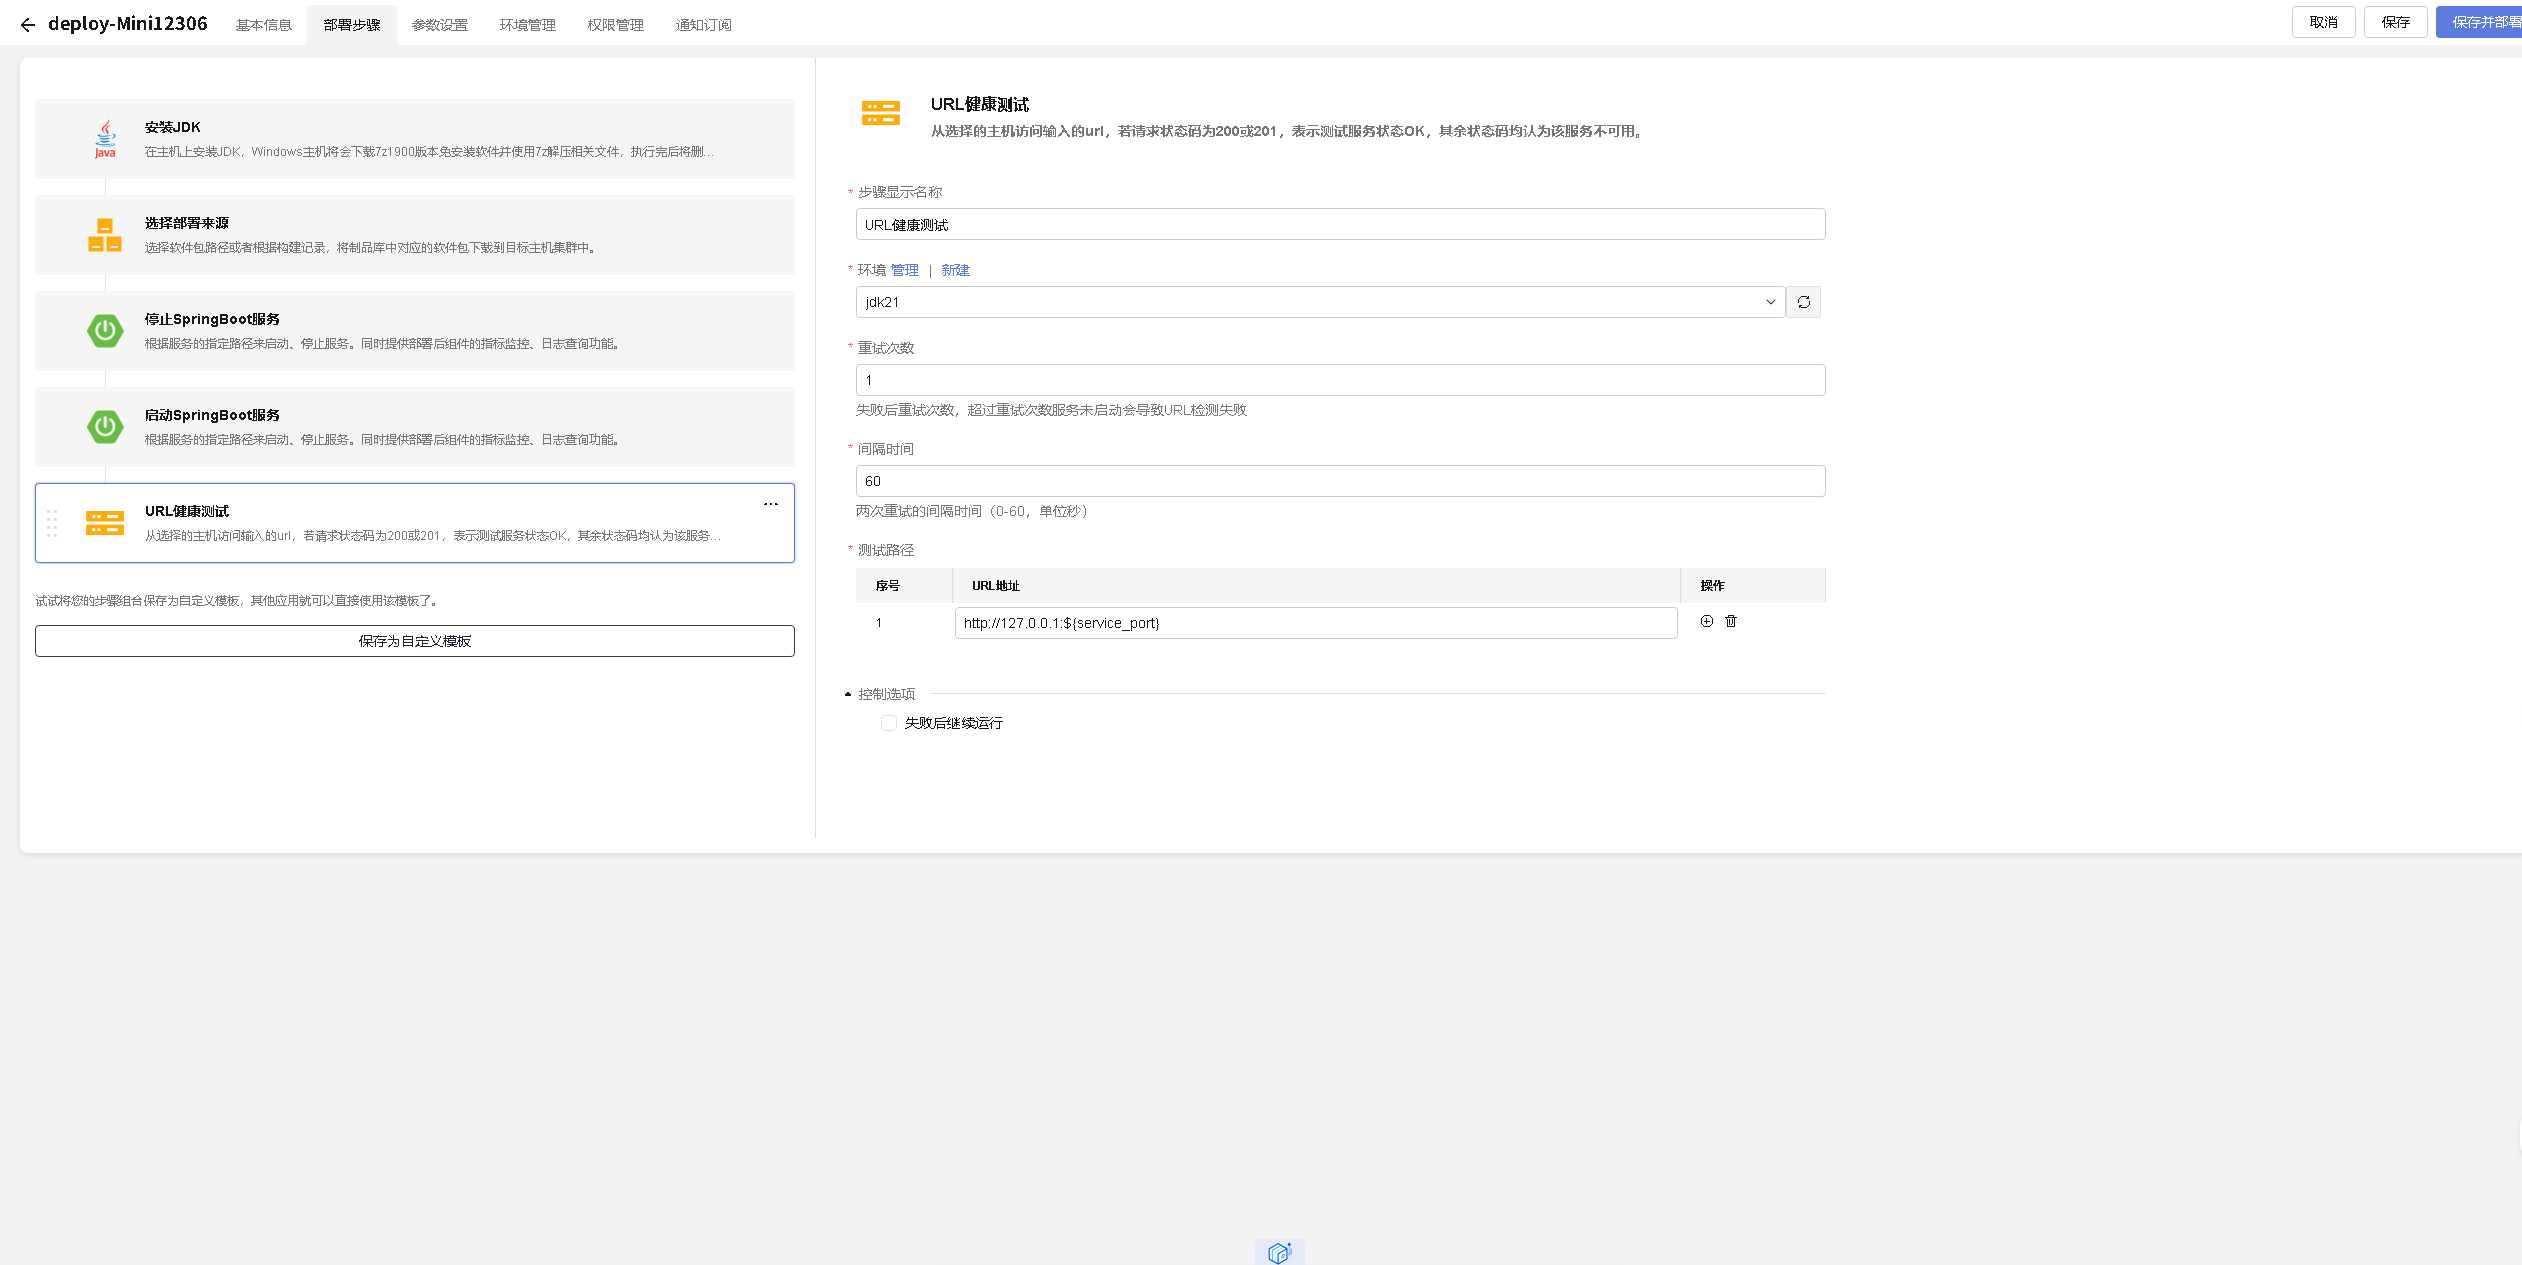 deploy-Mini12306 基本信息 部署步骤 参数设置 环境管理 权限管理 通知订阅 取消 保存 保存并部署
安装JDK
在主机上安装JDK，Windows主机将会下载7z1900版本免安装软件并使用7z解压相关文件，执行完后将删...
选择部署来源
选择软件包路径或者根据构建记录，将制品库中对应的软件包下载到目标主机集群中。
停止SpringBoot服务
根据服务的指定路径来启动、停止服务。同时提供部署后组件的指标监控、日志查询功能。
启动SpringBoot服务
根据服务的指定路径来启动、停止服务。同时提供部署后组件的指标监控、日志查询功能。
URL健康测试
从选择的主机访问输入的url，若请求状态码为200或201，表示测试服务状态OK，其余状态码均认为该服务...
试试将您的步骤组合保存为自定义模板，其他应用就可以直接使用该模板了。
保存为自定义模板
URL健康测试
从选择的主机访问输入的url，若请求状态码为200或201，表示测试服务状态OK，其余状态码均认为该服务不可用。
* 步骤显示名称
URL健康测试
* 环境 管理 | 新建
jdk21
* 重试次数
1
失败后重试次数，超过重试次数服务未启动会导致URL检测失败
* 间隔时间
60
两次重试的间隔时间（0-60，单位秒）
* 测试路径
序号 URL地址 操作
1 http://127.0.0.1:${service_port}
控制选项
失败后继续运行